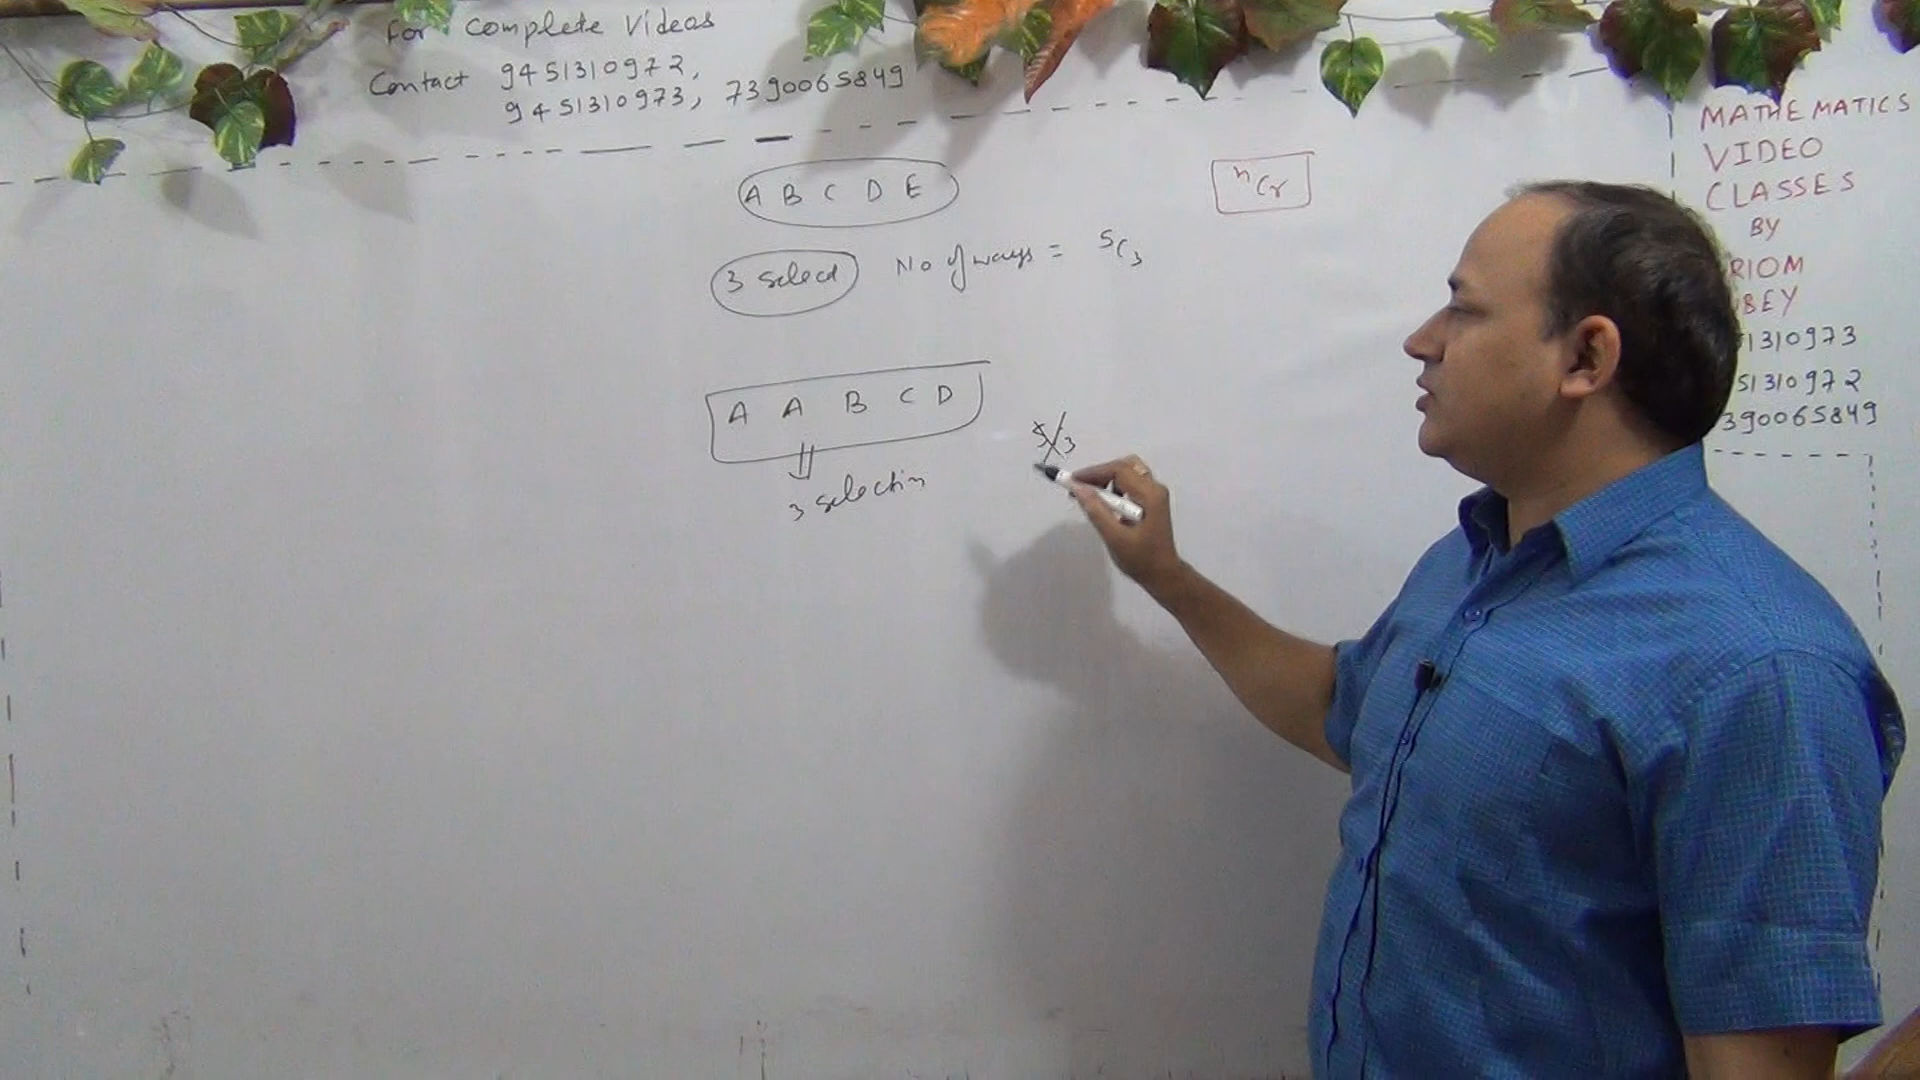 For Complete Videos
Contact 9451310972,
9451310973, 7390065849
A B C D E
nCr
3 select No of ways = 5C3
A A B C D
3 selection
MATHEMATICS
VIDEO
CLASSES
BY
RIOM
BEY
1310973
51310972
390065849